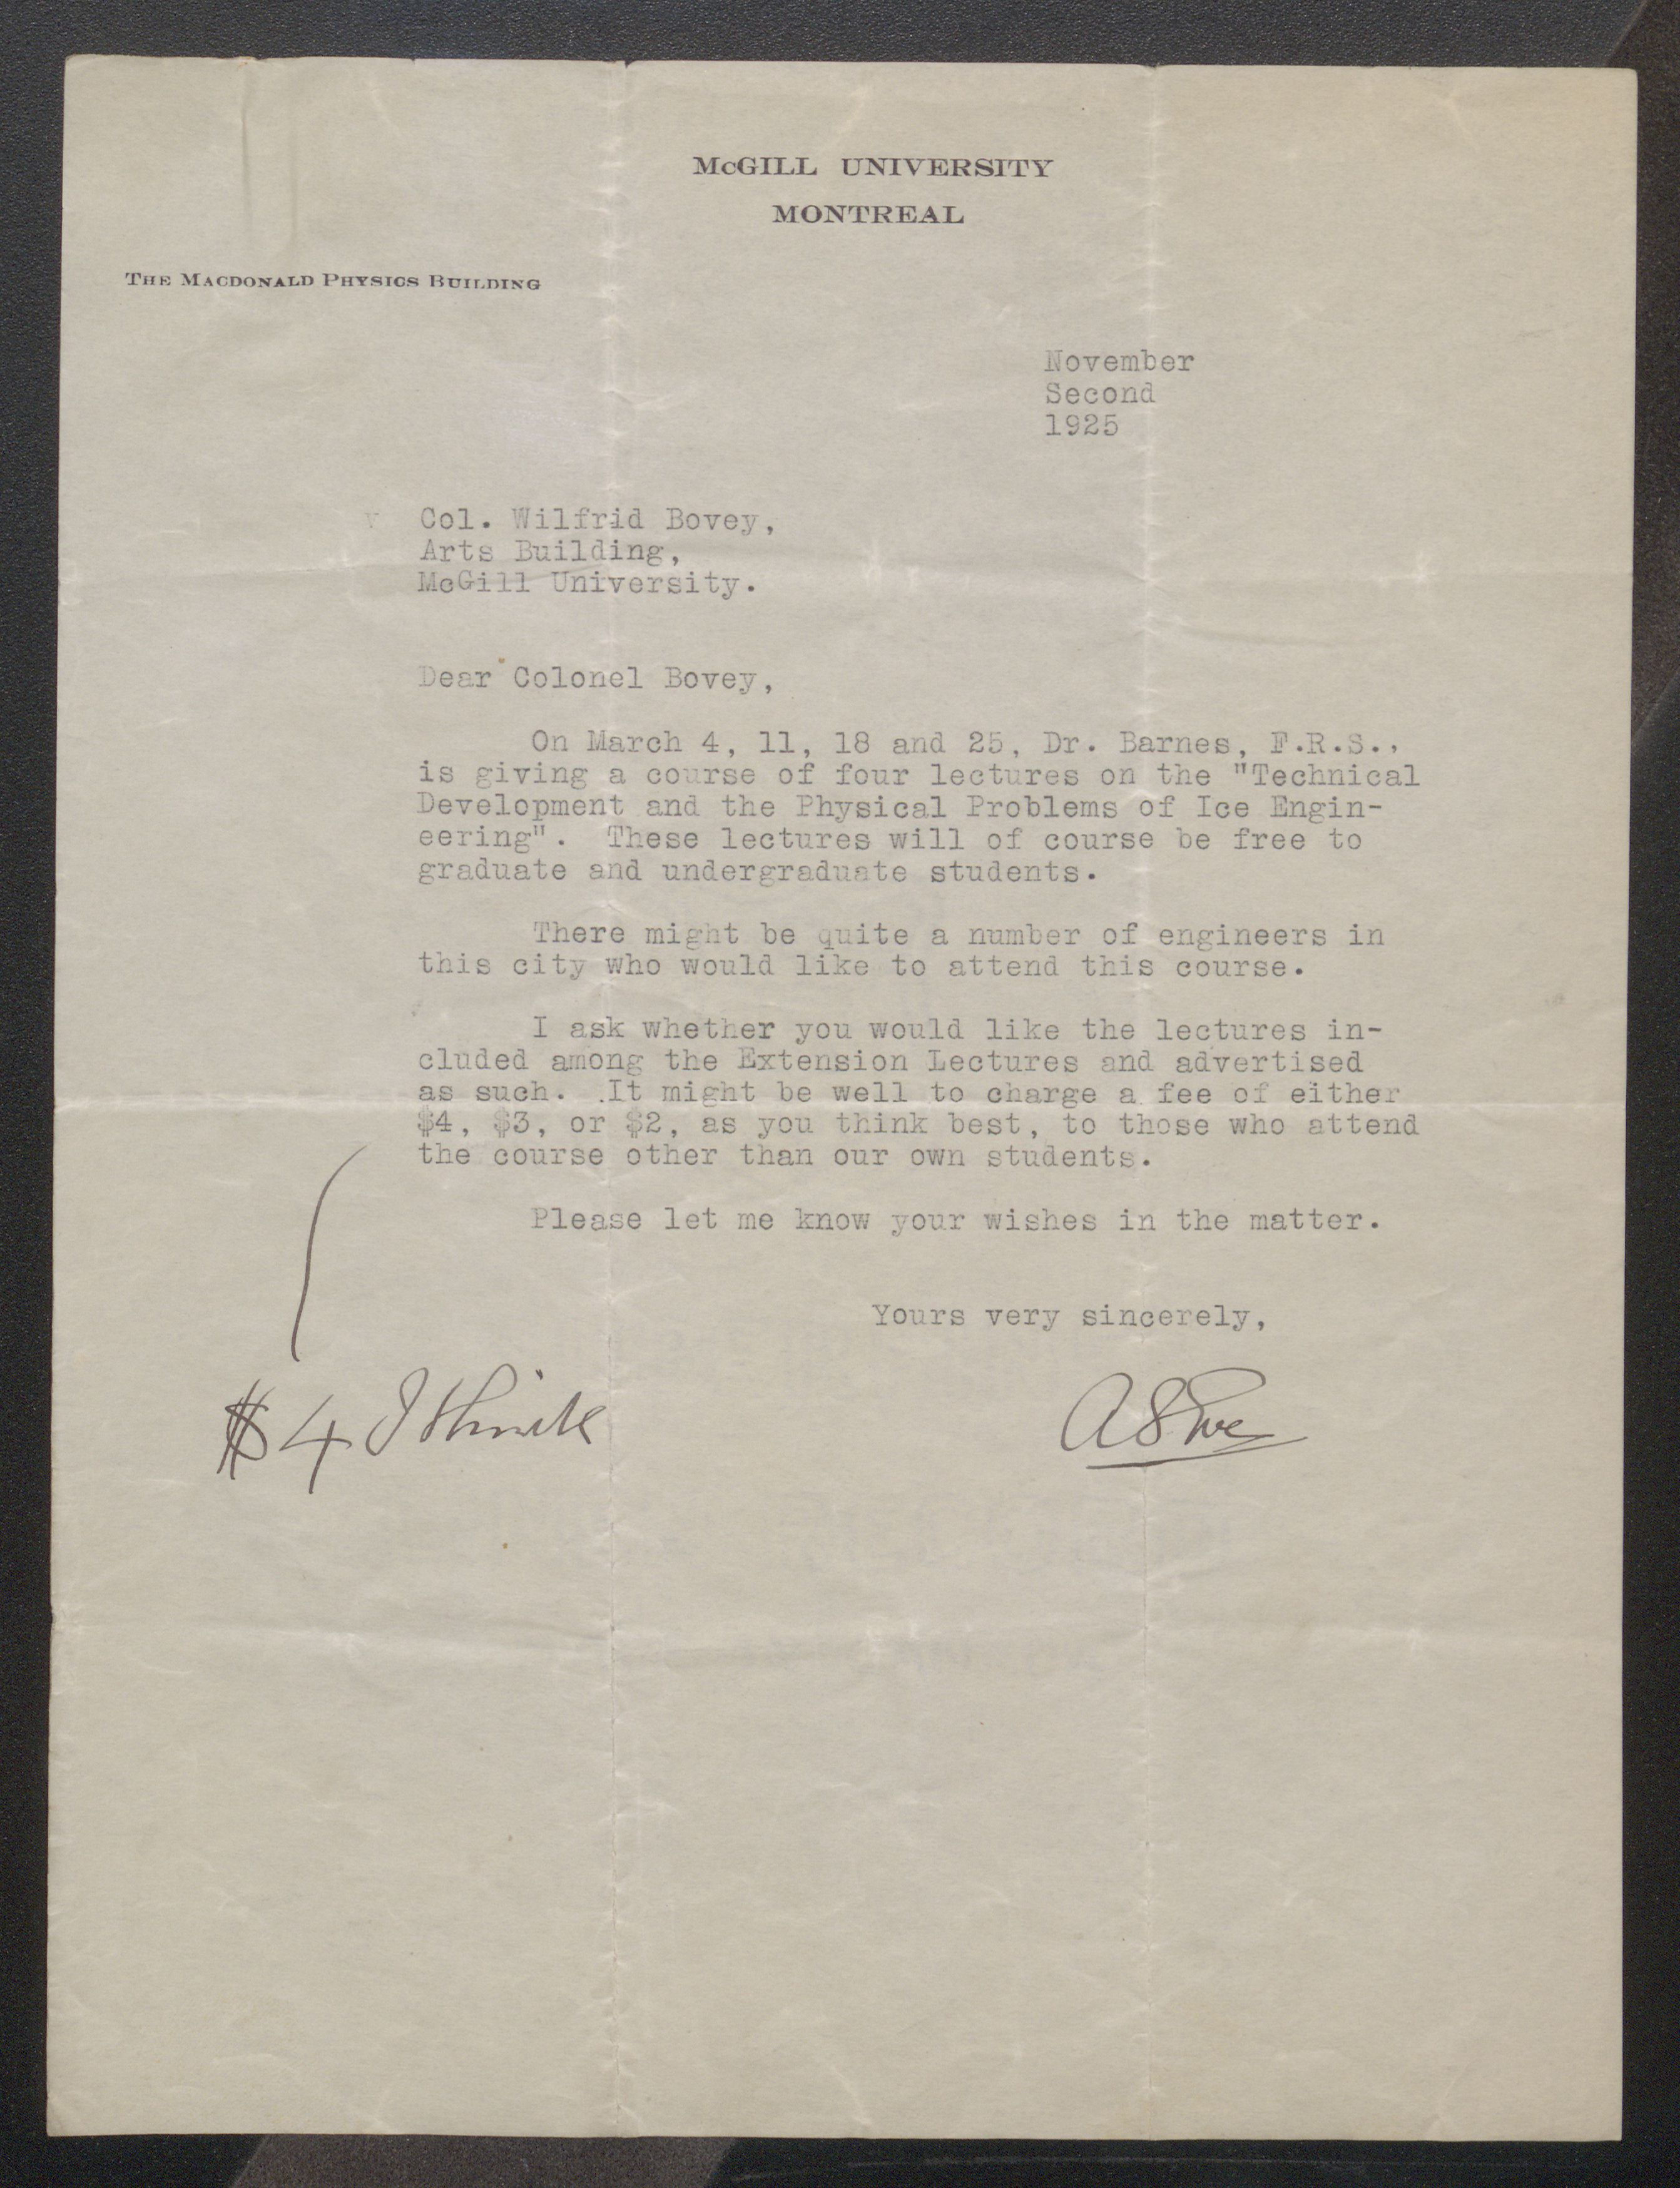 McGILL UNIVERSITY
MONTREAL
THE MACDONALD PHYSICS BUILDING
November
Second
1925
Col. Wilfrid Bovey,
Arts Building,
McGill University.
Dear Colonel Bovey,
On March 4, 11, 18 and 25, Dr. Barnes, F.R.S.,
is giving a course of four lectures on the "Technical
Development and the Physical Problems of Ice Engin-
eering". These lectures will of course be free to
graduate and undergraduate students.
There might be quite a number of engineers in
this city who would like to attend this course.
I ask whether you would like the lectures in-
cluded among the Extension Lectures and advertised
as such. It might be well to charge a fee of either
$4, $3, or $2, as you think best, to those who attend
the course other than our own students.
Please let me know your wishes in the matter.
Yours very sincerely,
$4 I think
A S Eve